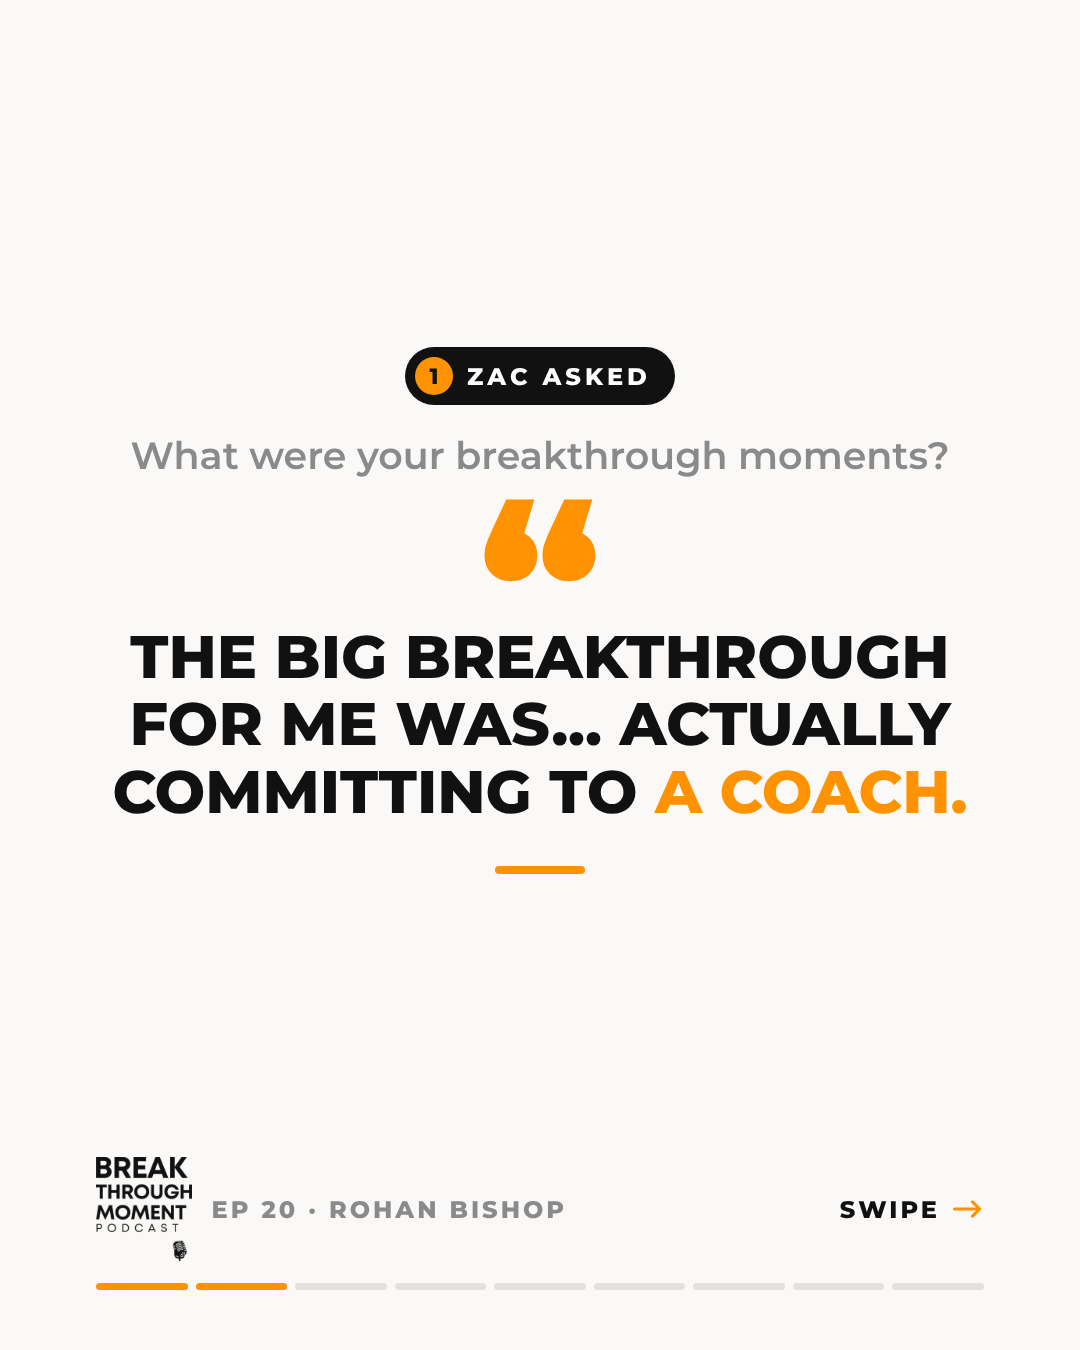 1 ZAC ASKED
What were your breakthrough moments?
“
THE BIG BREAKTHROUGH
FOR ME WAS... ACTUALLY
COMMITTING TO A COACH.
BREAK
THROUGH
MOMENT
PODCAST
EP 20 · ROHAN BISHOP
SWIPE →